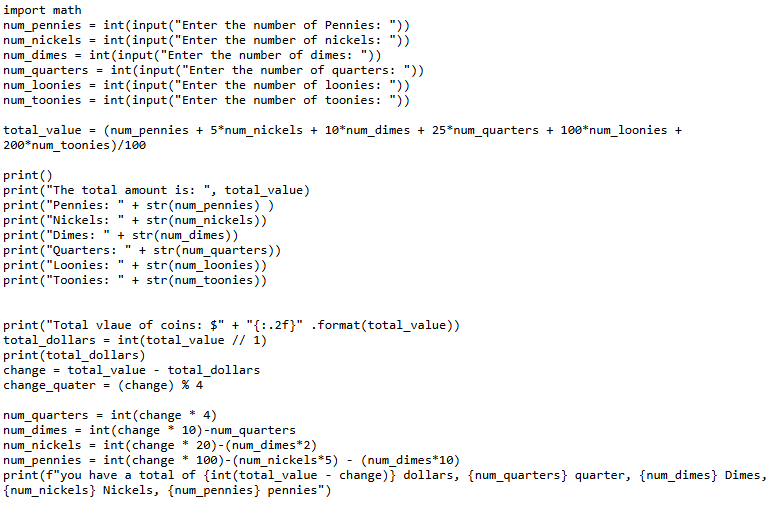 import math
num_pennies = int(input("Enter the number of Pennies: "))
num_nickels = int(input("Enter the number of nickels: "))
num_dimes = int(input("Enter the number of dimes: "))
num_quarters = int(input("Enter the number of quarters: "))
num_loonies = int(input("Enter the number of loonies: "))
num_toonies = int(input("Enter the number of toonies: "))

total_value = (num_pennies + 5*num_nickels + 10*num_dimes + 25*num_quarters + 100*num_loonies +
200*num_toonies)/100

print()
print("The total amount is: ", total_value)
print("Pennies: " + str(num_pennies) )
print("Nickels: " + str(num_nickels))
print("Dimes: " + str(num_dimes))
print("Quarters: " + str(num_quarters))
print("Loonies: " + str(num_loonies))
print("Toonies: " + str(num_toonies))


print("Total vlaue of coins: $" + "{:.2f}" .format(total_value))
total_dollars = int(total_value // 1)
print(total_dollars)
change = total_value - total_dollars
change_quater = (change) % 4

num_quarters = int(change * 4)
num_dimes = int(change * 10)-num_quarters
num_nickels = int(change * 20)-(num_dimes*2)
num_pennies = int(change * 100)-(num_nickels*5) - (num_dimes*10)
print(f"you have a total of {int(total_value - change)} dollars, {num_quarters} quarter, {num_dimes} Dimes,
{num_nickels} Nickels, {num_pennies} pennies")